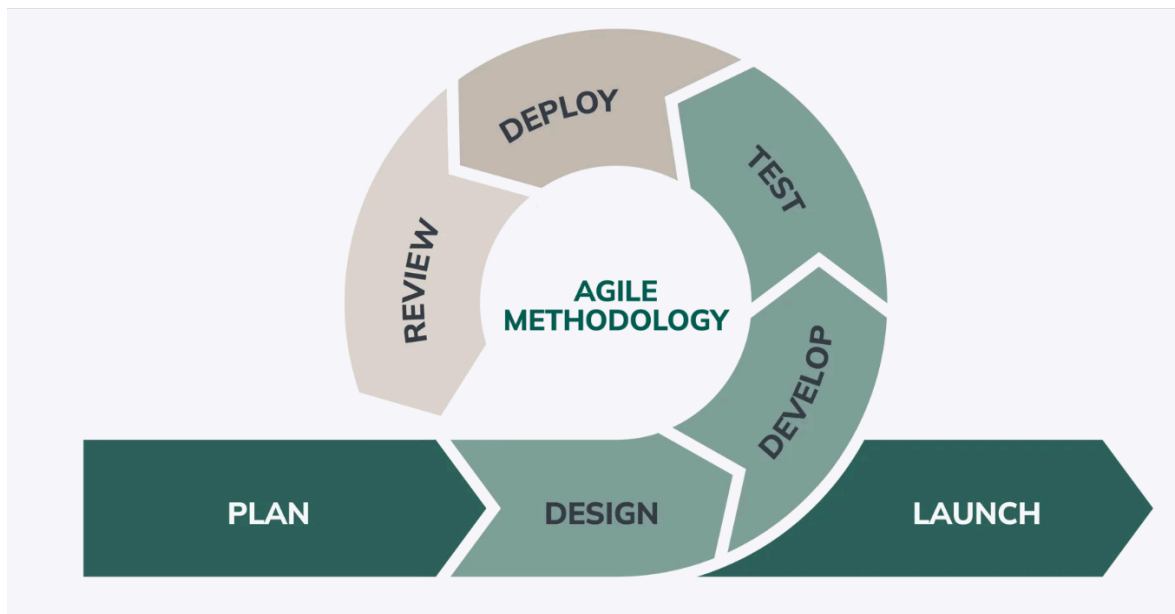 DEPLOY
TEST
REVIEW
AGILE
METHODOLOGY
DEVELOP
PLAN
DESIGN
LAUNCH